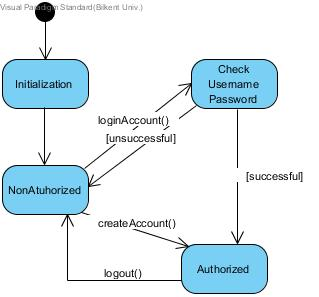 Visual Paradigm Standard(Bilkent Univ.)
Initialization
Check
Username
Password
loginAccount()
[unsuccessful]
NonAtuhorized
[successful]
createAccount()
Authorized
logout()